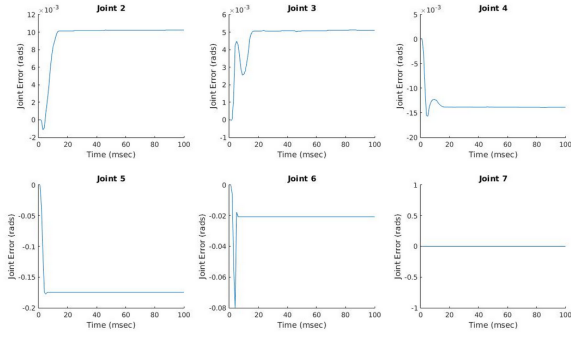 Joint 2
×10⁻³
12
10
8
6
4
2
0
-2
0 20 40 60 80 100
Time (msec)
Joint Error (rads)
Joint 3
×10⁻³
6
5
4
3
2
1
0
-1
0 20 40 60 80 100
Time (msec)
Joint Error (rads)
Joint 4
×10⁻³
5
0
-5
-10
-15
-20
0 20 40 60 80 100
Time (msec)
Joint Error (rads)
Joint 5
0
-0.05
-0.1
-0.15
-0.2
0 20 40 60 80 100
Time (msec)
Joint Error (rads)
Joint 6
0
-0.02
-0.04
-0.06
-0.08
0 20 40 60 80 100
Time (msec)
Joint Error (rads)
Joint 7
1
0.5
0
-0.5
-1
0 20 40 60 80 100
Time (msec)
Joint Error (rads)